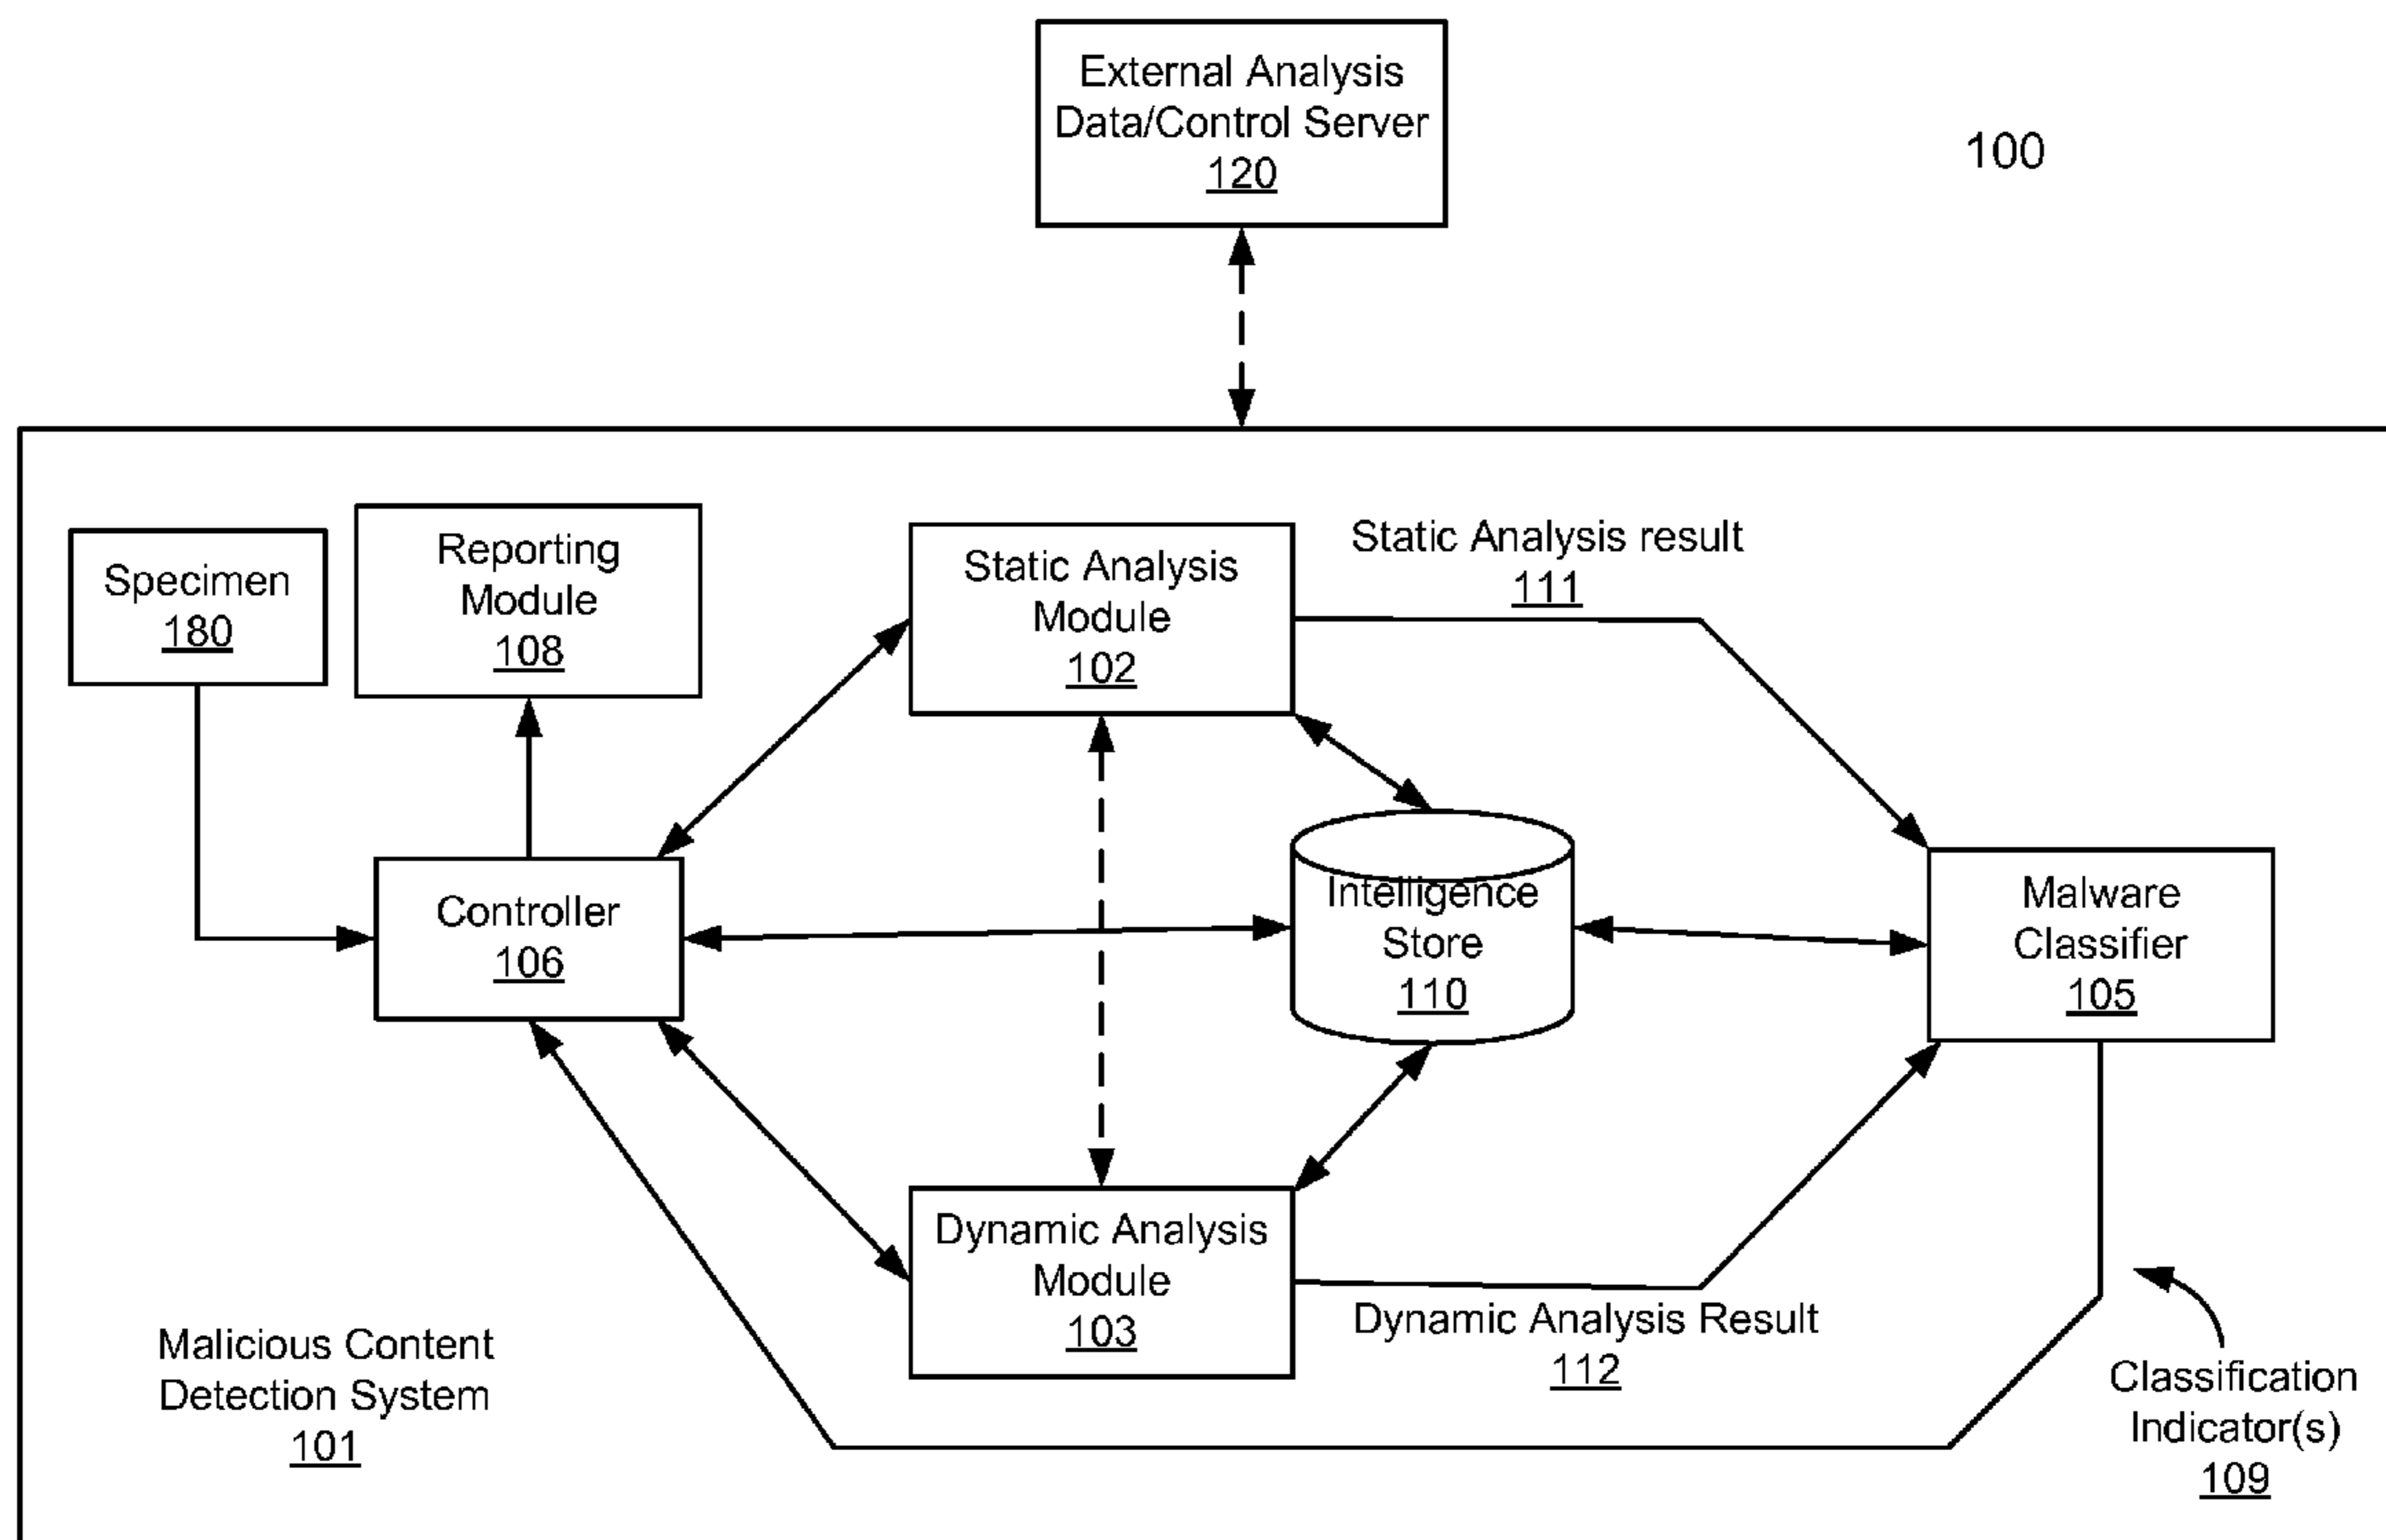 External Analysis
Data/Control Server
120
100
Specimen
180
Reporting
Module
108
Static Analysis
Module
102
Static Analysis result
111
Controller
106
Intelligence
Store
110
Malware
Classifier
105
Dynamic Analysis
Module
103
Dynamic Analysis Result
112
Malicious Content
Detection System
101
Classification
Indicator(s)
109